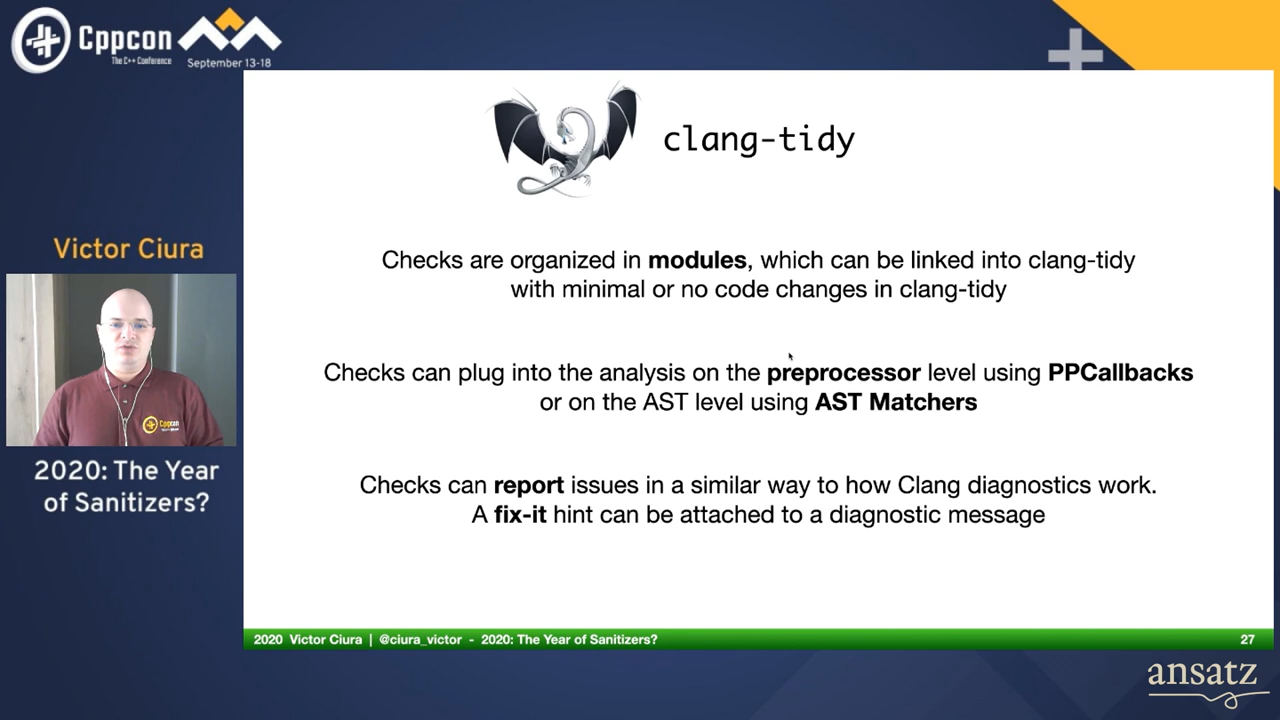 Cppcon
The C++ Conference
September 13-18
clang-tidy
Victor Ciura
Checks are organized in modules, which can be linked into clang-tidy
with minimal or no code changes in clang-tidy
Checks can plug into the analysis on the preprocessor level using PPCallbacks
or on the AST level using AST Matchers
Cppcon
2020: The Year
of Sanitizers?
Checks can report issues in a similar way to how Clang diagnostics work.
A fix-it hint can be attached to a diagnostic message
2020 Victor Ciura | @ciura_victor - 2020: The Year of Sanitizers?
27
ansatz